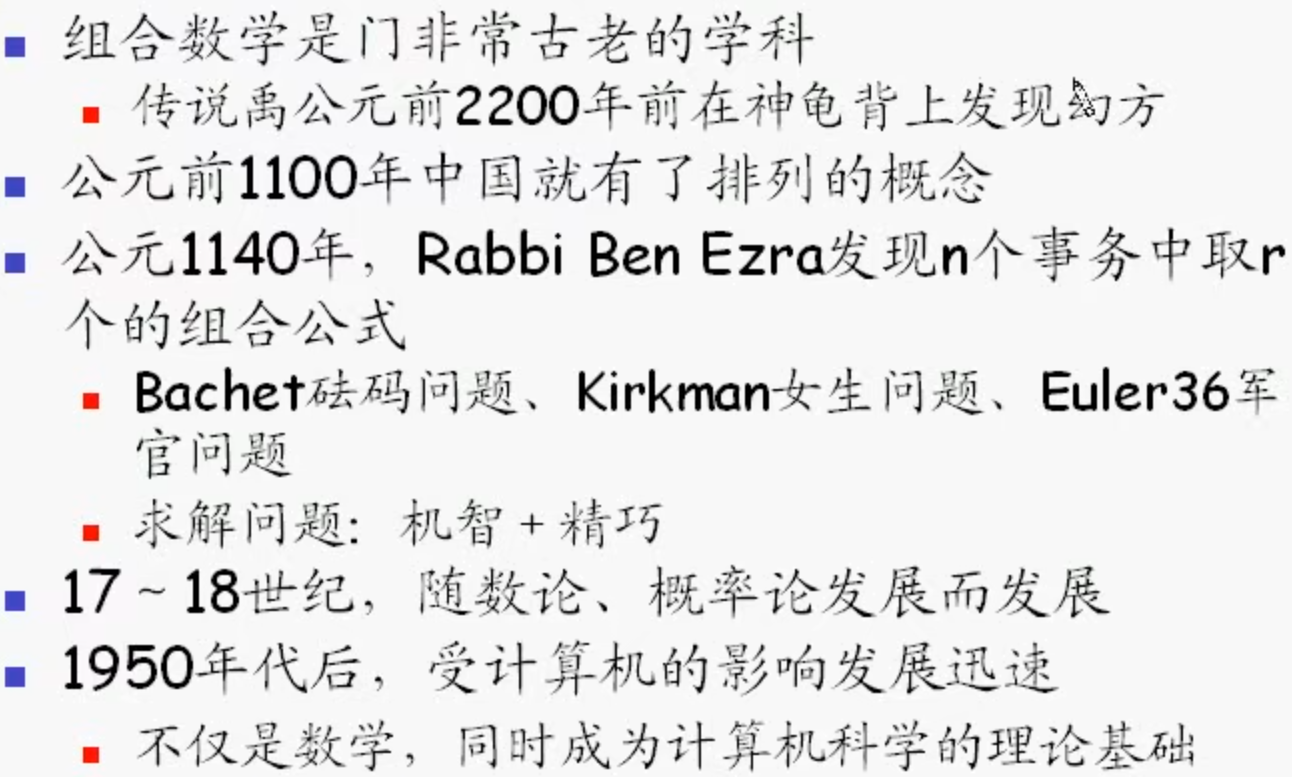 组合数学是门非常古老的学科
传说禹公元前2200年前在神龟背上发现幻方
公元前1100年中国就有了排列的概念
公元1140年，Rabbi Ben Ezra发现n个事务中取r
个的组合公式
Bachet砝码问题、Kirkman女生问题、Euler36军
官问题
求解问题：机智+精巧
17～18世纪，随数论、概率论发展而发展
1950年代后，受计算机的影响发展迅速
不仅是数学，同时成为计算机科学的理论基础